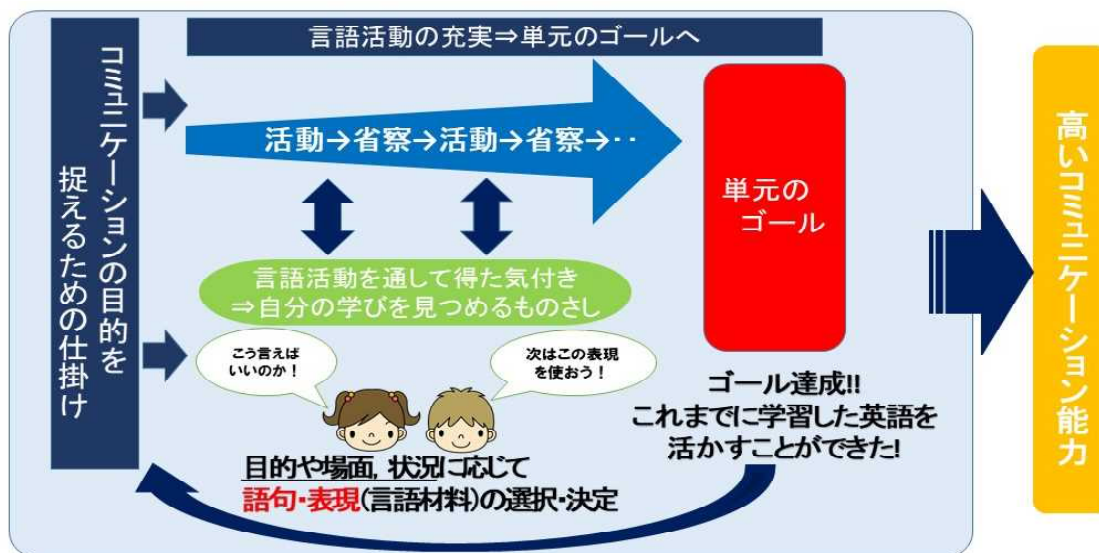 言語活動の充実⇒単元のゴールへ
コミュニケーションの目的を
捉えるための仕掛け
活動→省察→活動→省察→‥
単元の
ゴール
言語活動を通して得た気付き
⇒自分の学びを見つめるものさし
こう言えば
いいのか！
次はこの表現
を使おう！
目的や場面，状況に応じて
語句・表現(言語材料)の選択・決定
ゴール達成!!
これまでに学習した英語を
活かすことができた!
高いコミュニケーション能力